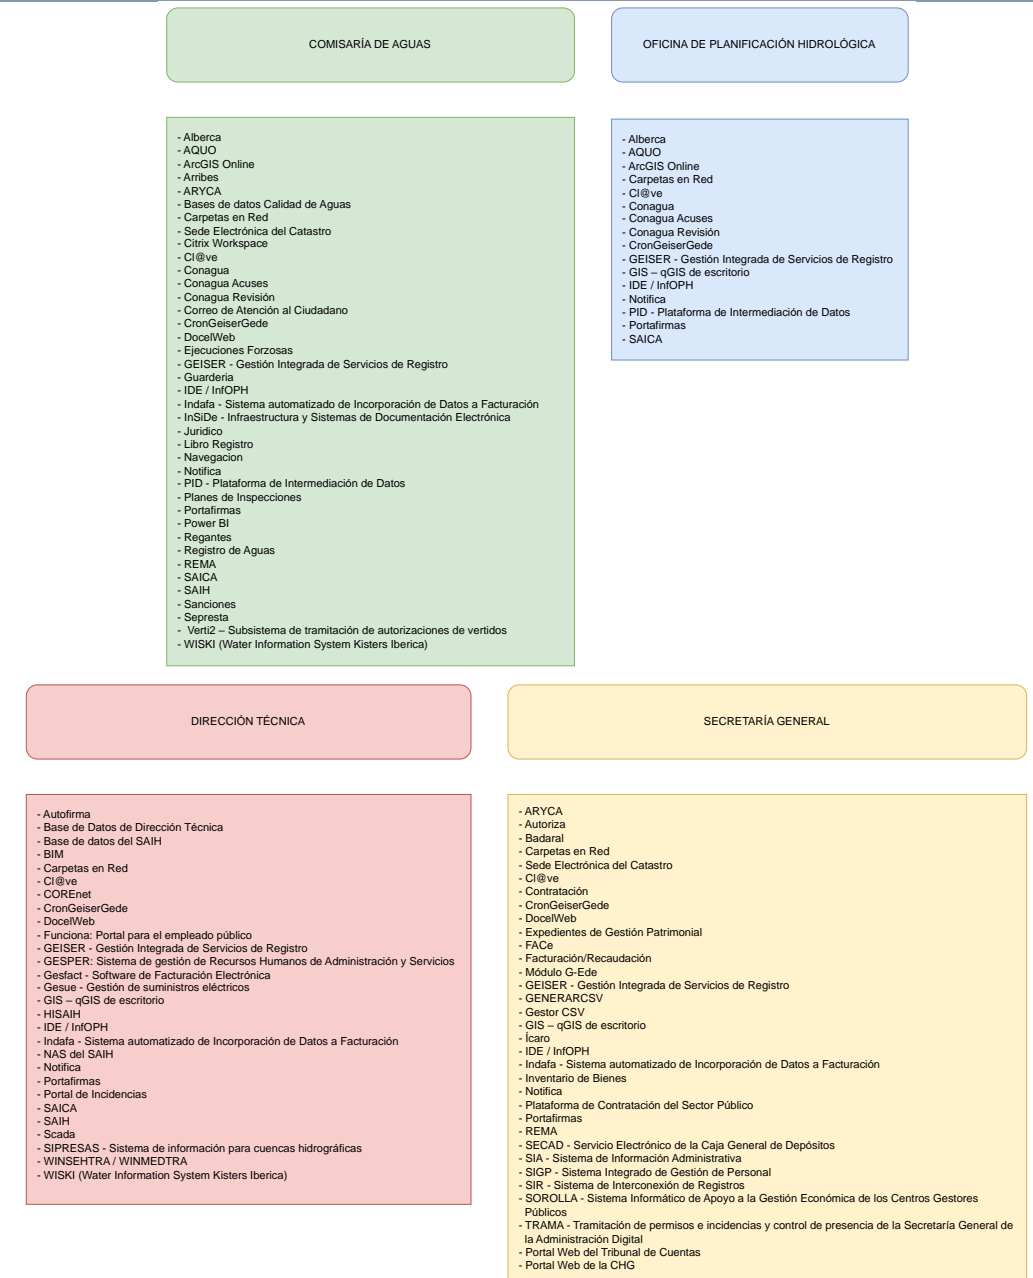 COMISARÍA DE AGUAS
- Alberca
- AQUO
- ArcGIS Online
- Arribes
- ARYCA
- Bases de datos Calidad de Aguas
- Carpetas en Red
- Sede Electrónica del Catastro
- Citrix Workspace
- Cl@ve
- Conagua
- Conagua Acuses
- Conagua Revisión
- Correo de Atención al Ciudadano
- CronGeiserGede
- DocelWeb
- Ejecuciones Forzosas
- GEISER - Gestión Integrada de Servicios de Registro
- Guarderia
- IDE / InfOPH
- Indafa - Sistema automatizado de Incorporación de Datos a Facturación
- InSiDe - Infraestructura y Sistemas de Documentación Electrónica
- Juridico
- Libro Registro
- Navegacion
- Notifica
- PID - Plataforma de Intermediación de Datos
- Planes de Inspecciones
- Portafirmas
- Power BI
- Regantes
- Registro de Aguas
- REMA
- SAICA
- SAIH
- Sanciones
- Sepresta
- Verti2 – Subsistema de tramitación de autorizaciones de vertidos
- WISKI (Water Information System Kisters Iberica)
OFICINA DE PLANIFICACIÓN HIDROLÓGICA
- Alberca
- AQUO
- ArcGIS Online
- Carpetas en Red
- Cl@ve
- Conagua
- Conagua Acuses
- Conagua Revisión
- CronGeiserGede
- GEISER - Gestión Integrada de Servicios de Registro
- GIS – qGIS de escritorio
- IDE / InfOPH
- Notifica
- PID - Plataforma de Intermediación de Datos
- Portafirmas
- SAICA
DIRECCIÓN TÉCNICA
- Autofirma
- Base de Datos de Dirección Técnica
- Base de datos del SAIH
- BIM
- Carpetas en Red
- Cl@ve
- COREnet
- CronGeiserGede
- DocelWeb
- Funciona: Portal para el empleado público
- GEISER - Gestión Integrada de Servicios de Registro
- GESPER: Sistema de gestión de Recursos Humanos de Administración y Servicios
- Gesfact - Software de Facturación Electrónica
- Gesue - Gestión de suministros eléctricos
- GIS – qGIS de escritorio
- HISAIH
- IDE / InfOPH
- Indafa - Sistema automatizado de Incorporación de Datos a Facturación
- NAS del SAIH
- Notifica
- Portafirmas
- Portal de Incidencias
- SAICA
- SAIH
- Scada
- SIPRESAS - Sistema de información para cuencas hidrográficas
- WINSEHTRA / WINMEDTRA
- WISKI (Water Information System Kisters Iberica)
SECRETARÍA GENERAL
- ARYCA
- Autoriza
- Badaral
- Carpetas en Red
- Sede Electrónica del Catastro
- Cl@ve
- Contratación
- CronGeiserGede
- DocelWeb
- Expedientes de Gestión Patrimonial
- FACe
- Facturación/Recaudación
- Módulo G-Ede
- GEISER - Gestión Integrada de Servicios de Registro
- GENERARCSV
- Gestor CSV
- GIS – qGIS de escritorio
- Ícaro
- IDE / InfOPH
- Indafa - Sistema automatizado de Incorporación de Datos a Facturación
- Inventario de Bienes
- Notifica
- Plataforma de Contratación del Sector Público
- Portafirmas
- REMA
- SECAD - Servicio Electrónico de la Caja General de Depósitos
- SIA - Sistema de Información Administrativa
- SIGP - Sistema Integrado de Gestión de Personal
- SIR - Sistema de Interconexión de Registros
- SOROLLA - Sistema Informático de Apoyo a la Gestión Económica de los Centros Gestores
Públicos
- TRAMA - Tramitación de permisos e incidencias y control de presencia de la Secretaría General de
la Administración Digital
- Portal Web del Tribunal de Cuentas
- Portal Web de la CHG